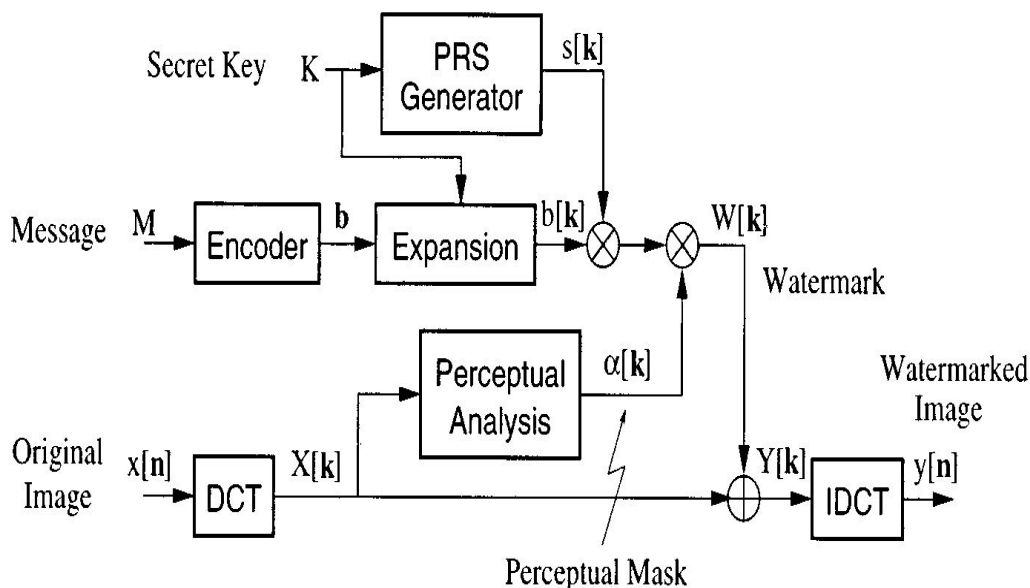 Secret Key K
PRS
Generator
s[k]
Message M
Encoder
b
Expansion
b[k]
W[k]
Watermark
Perceptual
Analysis
α[k]
Watermarked
Image
Original
Image
x[n]
DCT
X[k]
Y[k]
IDCT
y[n]
Perceptual Mask